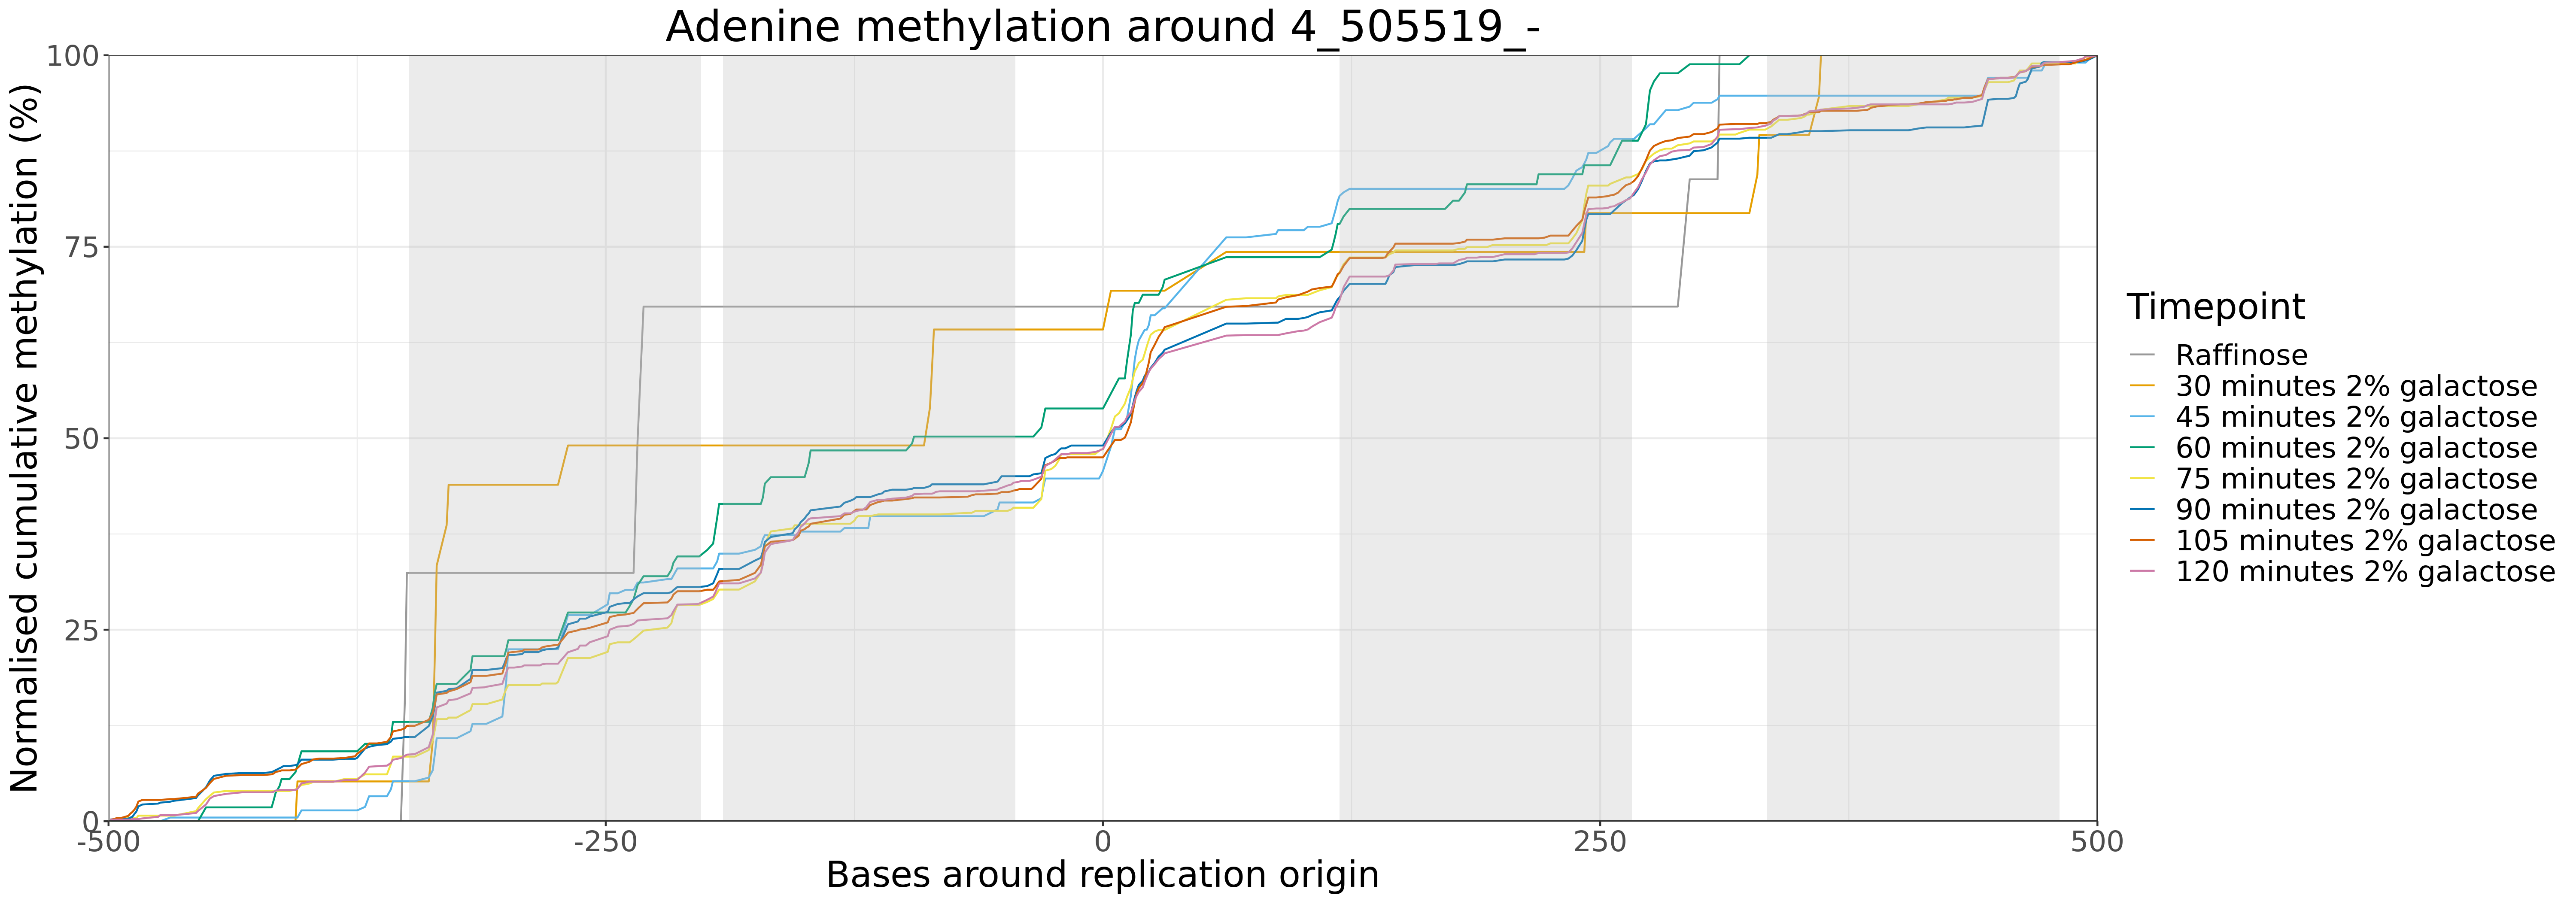 Adenine methylation around 4_505519_-
Normalised cumulative methylation (%)
100
75
50
25
0
-500
-250
0
250
500
Bases around replication origin
Timepoint
Raffinose
30 minutes 2% galactose
45 minutes 2% galactose
60 minutes 2% galactose
75 minutes 2% galactose
90 minutes 2% galactose
105 minutes 2% galactose
120 minutes 2% galactose